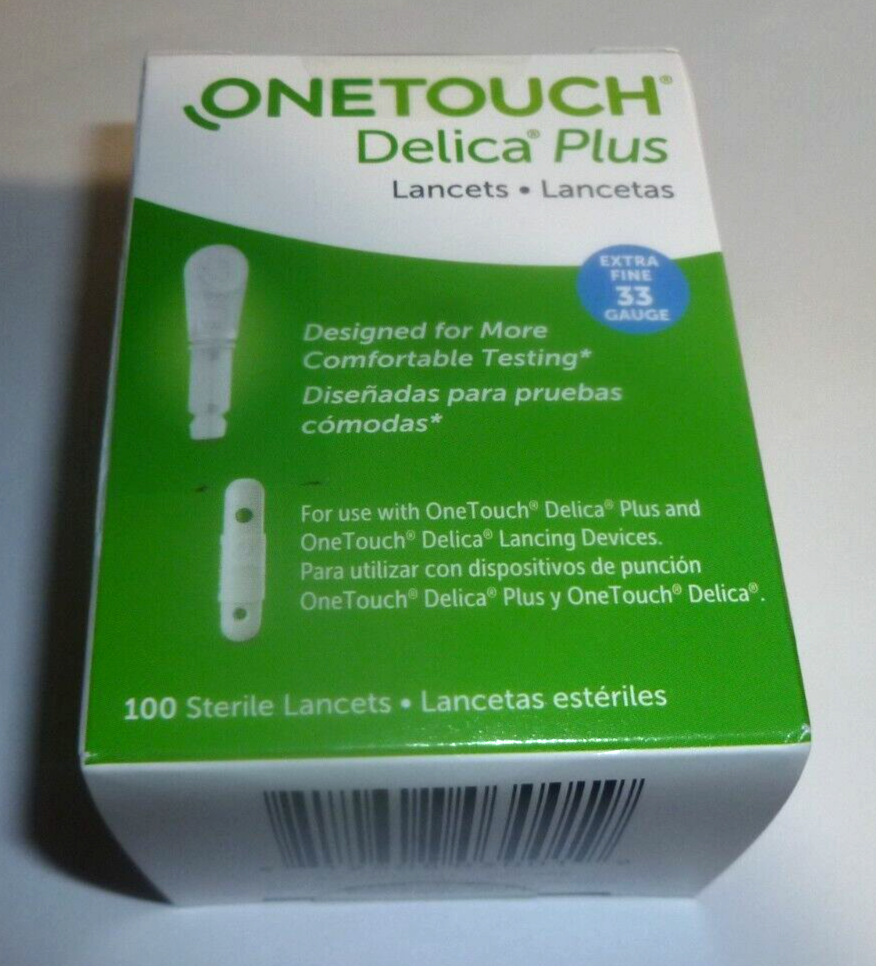 ONETOUCH®
Delica® Plus
Lancets • Lancetas
EXTRA
FINE
33
GAUGE
Designed for More
Comfortable Testing*
Diseñadas para pruebas
cómodas*
For use with OneTouch® Delica® Plus and
OneTouch® Delica® Lancing Devices.
Para utilizar con dispositivos de punción
OneTouch® Delica® Plus y OneTouch® Delica®.
100 Sterile Lancets • Lancetas estériles